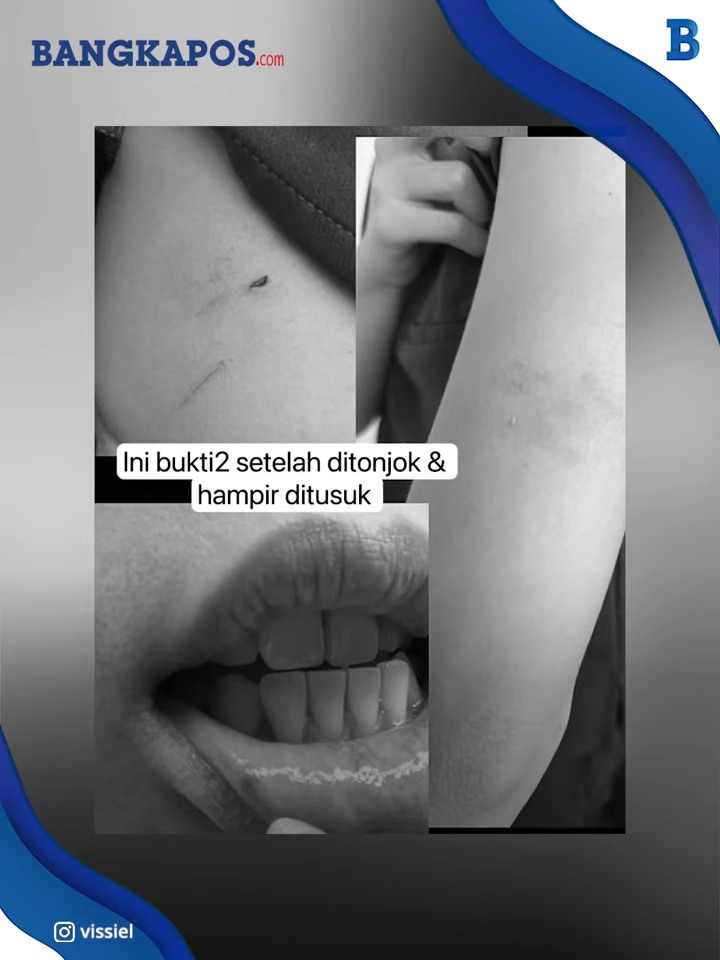 BANGKAPOS.com
B
Ini bukti2 setelah ditonjok &
hampir ditusuk
vissiel